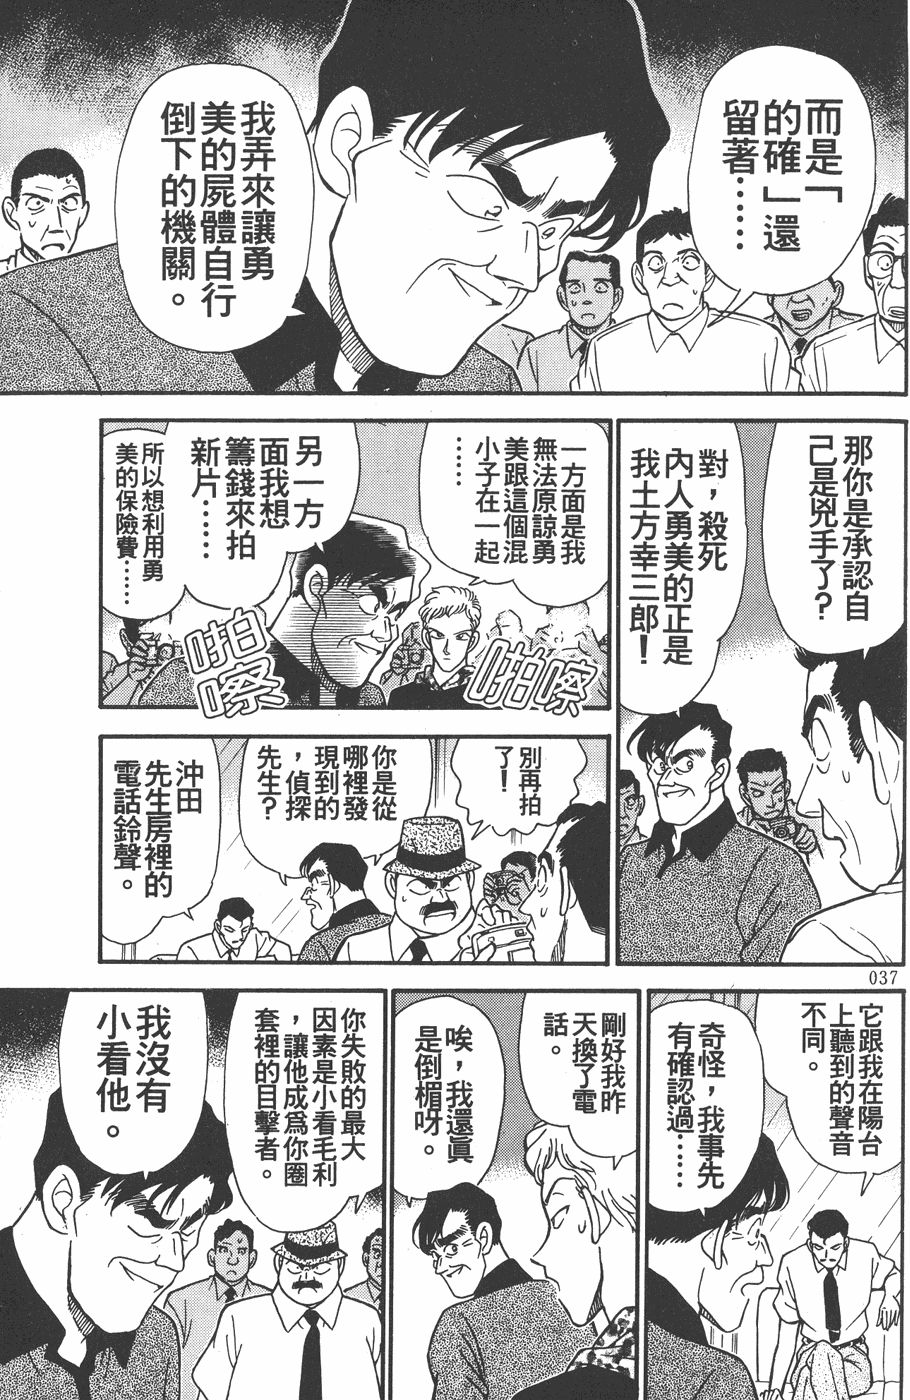 而是「
的確」還
留著……
我弄來讓勇
美的屍體自行
倒下的機關。
那你是承認自
己是兇手了?
對,殺死
內人勇美的正是
我土方幸三郎!
一方面是我
無法原諒勇
美跟這個混
小子在一起
……
另一方
面我想
籌錢來拍
新片……
所以想利用勇
美的保險費……
啪嚓
啪嚓
別再拍
了!
你是從
哪裡發
現到的
,偵探
先生?
沖田
先生房裡的
電話鈴聲。
037
它跟我在陽台
上聽到的聲音
不同。
奇怪,我事先
有確認過……
剛好我昨
天換了電
話。
唉,我還真
是倒楣呀。
你失敗的最大
因素是小看毛利
,讓他成爲你圈
套裡的目擊者。
我沒有
小看他。